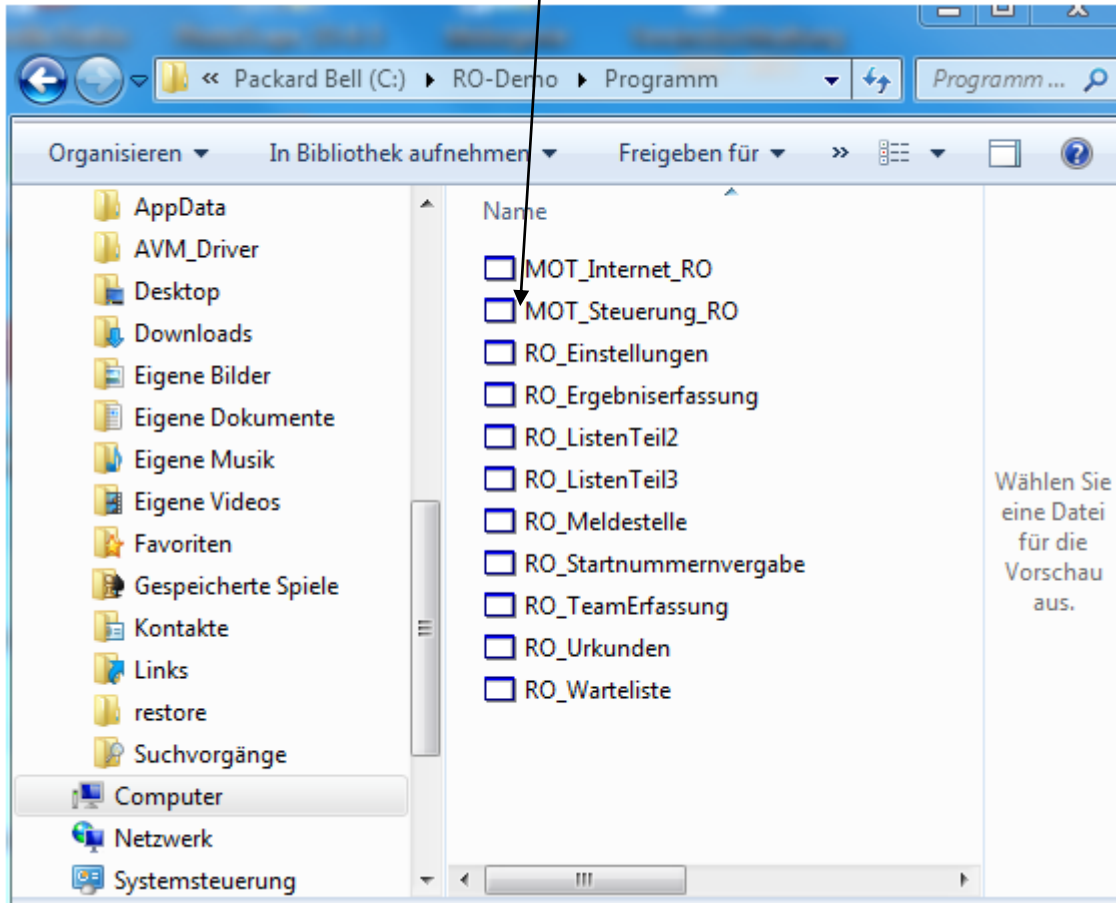 « Packard Bell (C:) RO-Demo Programm
Programm ...
Organisieren In Bibliothek aufnehmen Freigeben für »
AppData
AVM_Driver
Desktop
Downloads
Eigene Bilder
Eigene Dokumente
Eigene Musik
Eigene Videos
Favoriten
Gespeicherte Spiele
Kontakte
Links
restore
Suchvorgänge
Computer
Netzwerk
Systemsteuerung
Name
MOT_Internet_RO
MOT_Steuerung_RO
RO_Einstellungen
RO_Ergebniserfassung
RO_ListenTeil2
RO_ListenTeil3
RO_Meldestelle
RO_Startnummernvergabe
RO_TeamErfassung
RO_Urkunden
RO_Warteliste
Wählen Sie
eine Datei
für die
Vorschau
aus.